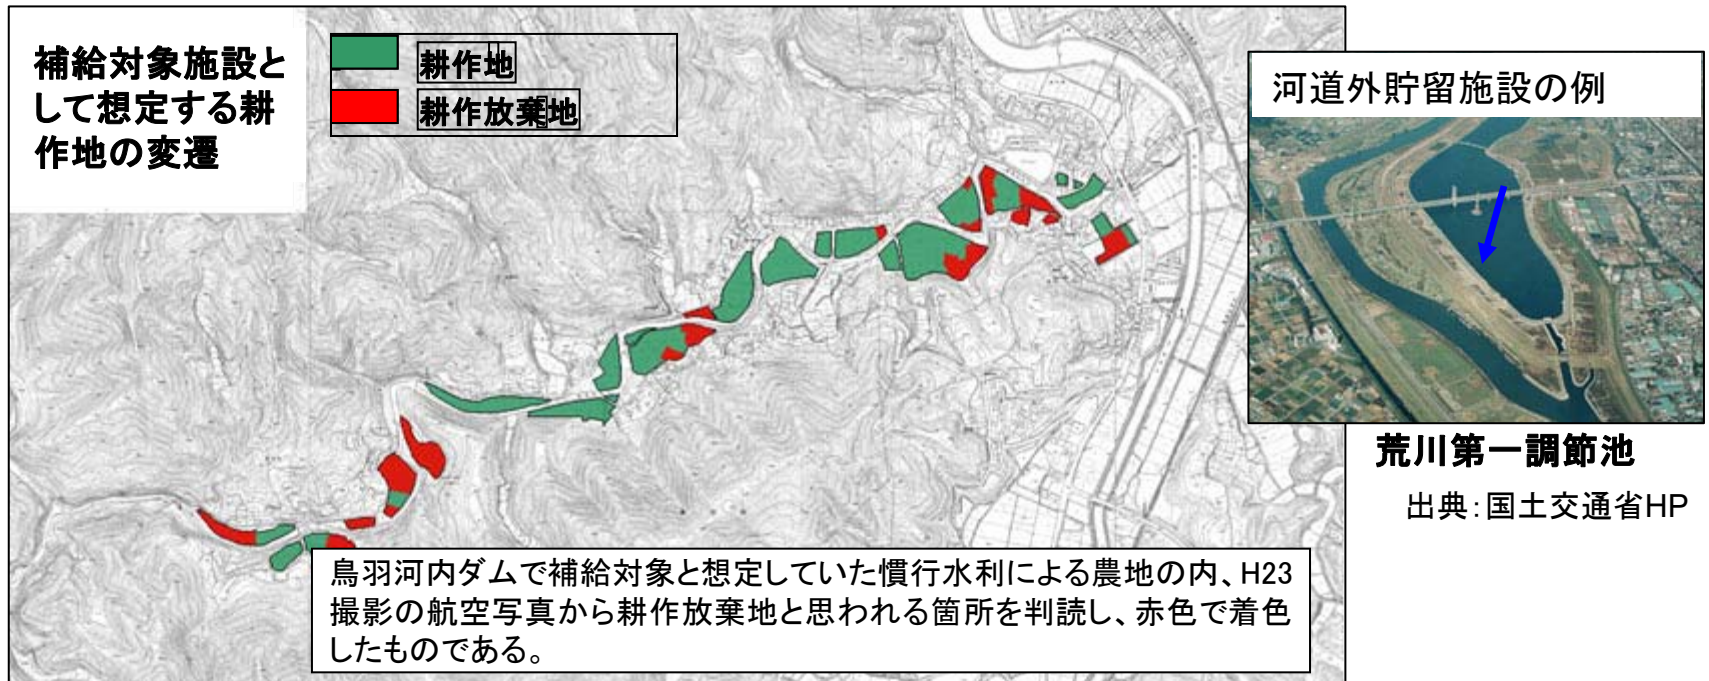 補給対象施設と
して想定する耕
作地の変遷
耕作地
耕作放棄地
河道外貯留施設の例
荒川第一調節池
出典：国土交通省HP
鳥羽河内ダムで補給対象と想定していた慣行水利による農地の内、H23
撮影の航空写真から耕作放棄地と思われる箇所を判読し、赤色で着色
したものである。